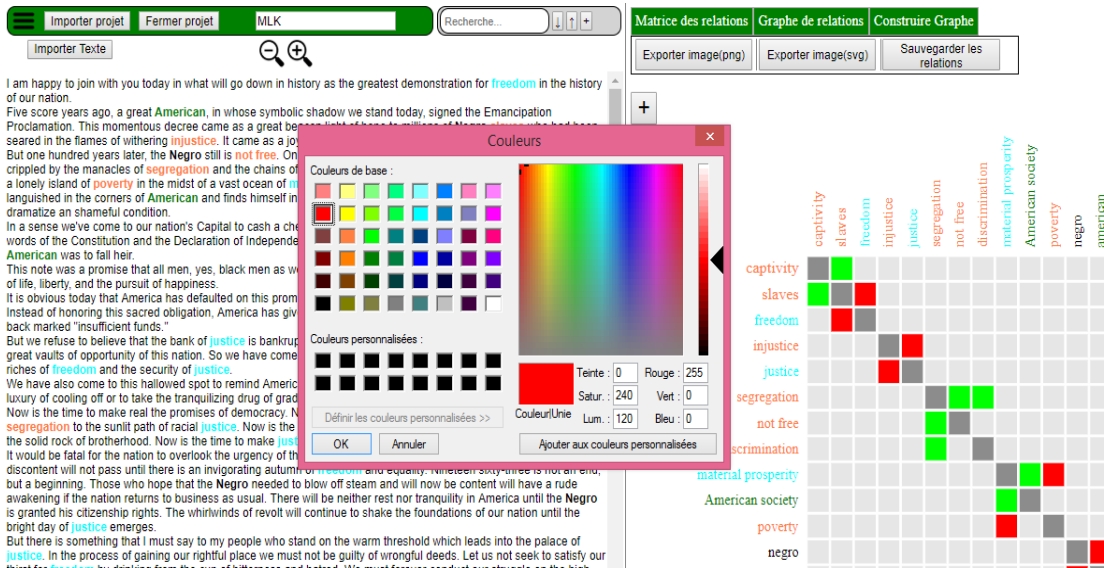 Importer projet Fermer projet MLK Recherche... ↓ ↑ +
Importer Texte
I am happy to join with you today in what will go down in history as the greatest demonstration for freedom in the history
of our nation.
Five score years ago, a great American, in whose symbolic shadow we stand today, signed the Emancipation
Proclamation. This momentous decree came as a great
seared in the flames of withering injustice. It came as a
But one hundred years later, the Negro still is not free.
crippled by the manacles of segregation and the chains of
a lonely island of poverty in the midst of a vast ocean of
languished in the corners of American and finds himself in
dramatize an shameful condition.
In a sense we've come to our nation's Capital to cash a
words of the Constitution and the Declaration of
American was to fall heir.
This note was a promise that all men, yes, black men as
of life, liberty, and the pursuit of happiness.
It is obvious today that America has defaulted on this
Instead of honoring this sacred obligation, America has
back marked "insufficient funds."
But we refuse to believe that the bank of justice is
great vaults of opportunity of this nation. So we have come
riches of freedom and the security of justice.
We have also come to this hallowed spot to remind
luxury of cooling off or to take the tranquilizing drug of
Now is the time to make real the promises of democracy.
segregation to the sunlit path of racial justice. Now is the
the solid rock of brotherhood. Now is the time to make
It would be fatal for the nation to overlook the urgency of
discontent will not pass until there is an invigorating autumn of freedom and equality. Nineteen sixty-three is not an end,
but a beginning. Those who hope that the Negro needed to blow off steam and will now be content will have a rude
awakening if the nation returns to business as usual. There will be neither rest nor tranquility in America until the Negro
is granted his citizenship rights. The whirlwinds of revolt will continue to shake the foundations of our nation until the
bright day of justice emerges.
But there is something that I must say to my people who stand on the warm threshold which leads into the palace of
justice. In the process of gaining our rightful place we must not be guilty of wrongful deeds. Let us not seek to satisfy our
Couleurs
×
Couleurs de base :
Couleurs personnalisées :
Définir les couleurs personnalisées >>
OK Annuler
Couleur|Unie
Teinte : 0 Rouge : 255
Satur. : 240 Vert : 0
Lum. : 120 Bleu : 0
Ajouter aux couleurs personnalisées
Matrice des relations Graphe de relations Construire Graphe
Exporter image(png) Exporter image(svg) Sauvegarder les
relations
+
captivity
slaves
freedom
injustice
justice
segregation
not free
discrimination
material prosperity
American society
poverty
negro
american
captivity
slaves
freedom
injustice
justice
segregation
not free
scrimination
material prosperity
American society
poverty
negro